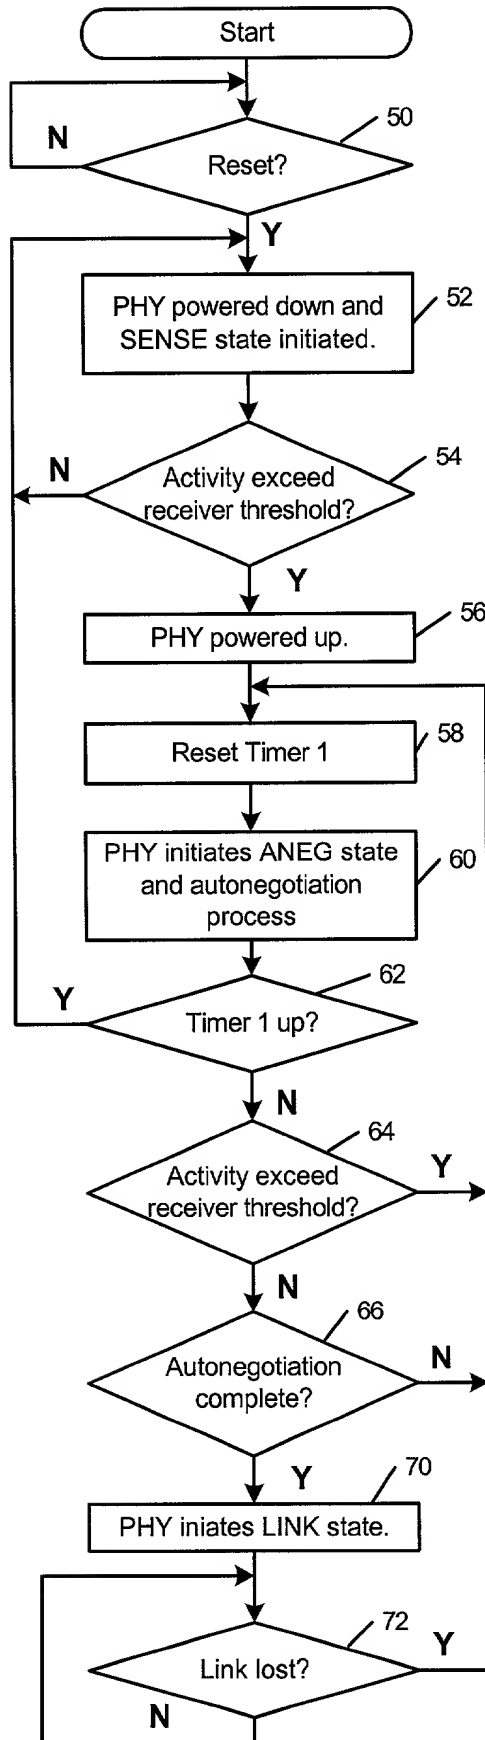 Start
50
N
Reset?
Y
52
PHY powered down and
SENSE state initiated.
54
N
Activity exceed
receiver threshold?
Y
56
PHY powered up.
58
Reset Timer 1
PHY initiates ANEG state
60
and autonegotiation
process
62
Y
Timer 1 up?
N
64
Y
Activity exceed
receiver threshold?
N
66
N
Autonegotiation
complete?
Y
70
PHY iniates LINK state.
72
Y
Link lost?
N